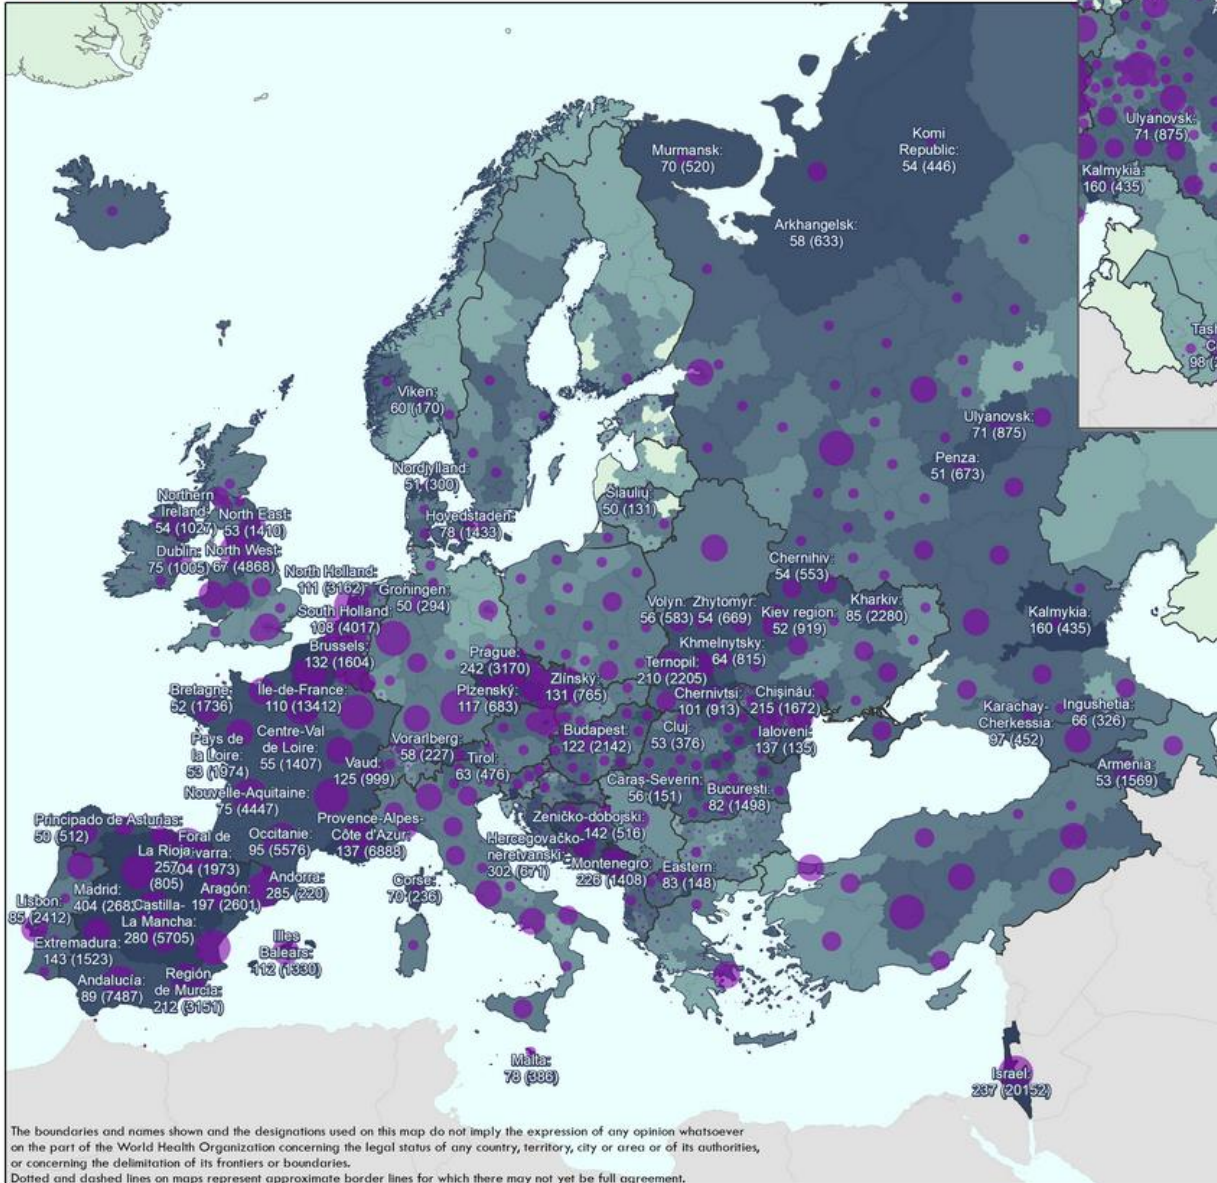 Murmansk:
70 (520)
Komi
Republic:
54 (446)
Arkhangelsk:
58 (633)
Ulyanovsk:
71 (875)
Kalmykia:
160 (435)
Viken:
60 (170)
Ulyanovsk:
71 (875)
Penza:
51 (673)
Nordjylland:
51 (300)
Hovedstaden:
78 (1433)
Šiaulių:
50 (131)
Northern
Ireland:
54 (1027)
North East:
53 (1410)
Dublin:
75 (1005)
North West:
67 (4868)
North Holland:
111 (3162)
Groningen:
50 (294)
South Holland
108 (4017)
Brussels:
132 (1604)
Chernihiv:
54 (553)
Volyn:
56 (583)
Zhytomyr:
54 (669)
Kiev region:
52 (919)
Kharkiv:
85 (2280)
Kalmykia:
160 (435)
Khmelnytsky:
64 (815)
Prague:
242 (3170)
Zlínský:
131 (765)
Ternopil:
210 (2205)
Bretagne:
52 (1736)
Île-de-France:
110 (13412)
Plzenský:
117 (683)
Chernivtsi:
101 (913)
Chişinău:
215 (1672)
Karachay-
Cherkessia:
97 (452)
Ingushetia:
66 (326)
Pays de
la Loire:
53 (1974)
Centre-Val
de Loire:
55 (1407)
Vorarlberg:
58 (227)
Budapest:
122 (2142)
Cluj:
53 (376)
Ialoveni:
137 (135)
Vaud:
125 (999)
Tirol:
63 (476)
Caras-Severin:
56 (151)
Bucuresti:
82 (1498)
Armenia:
53 (1569)
Nouvelle-Aquitaine:
75 (4447)
Principado de Asturias:
50 (512)
Foral de
(1973)
La Rioja:
257
(805)
Occitanie:
95 (5576)
Provence-Alpes-
Côte d'Azur:
137 (6888)
Zeničko-dobojski:
142 (516)
Hercegovačko-
neretvanski:
302 (671)
Montenegro:
226 (1408)
Eastern:
83 (148)
Lisbon:
85 (2412)
Madrid:
404
Aragón:
197 (2601)
Andorra:
285 (220)
Corse:
70 (236)
Castilla-
La Mancha:
280 (5705)
Extremadura:
143 (1523)
Illes
Balears:
112 (1330)
Andalucía:
89 (7487)
Región
de Murcia:
212 (3151)
Malta:
78 (386)
Israel:
237 (20152)
The boundaries and names shown and the designations used on this map do not imply the expression of any opinion whatsoever
on the part of the World Health Organization concerning the legal status of any country, territory, city or area or of its authorities,
or concerning the delimitation of its frontiers or boundaries.
Dotted and dashed lines on maps represent approximate border lines for which there may not yet be full agreement.